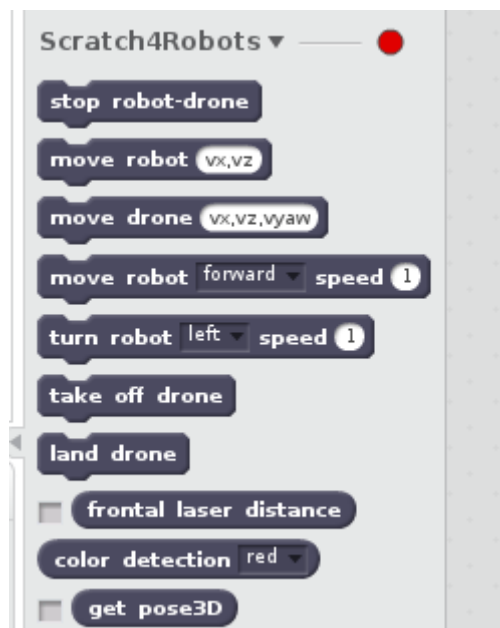 Scratch4Robots
stop robot-drone
move robot vx,vz
move drone vx,vz,vyaw
move robot forward speed 1
turn robot left speed 1
take off drone
land drone
frontal laser distance
color detection red
get pose3D